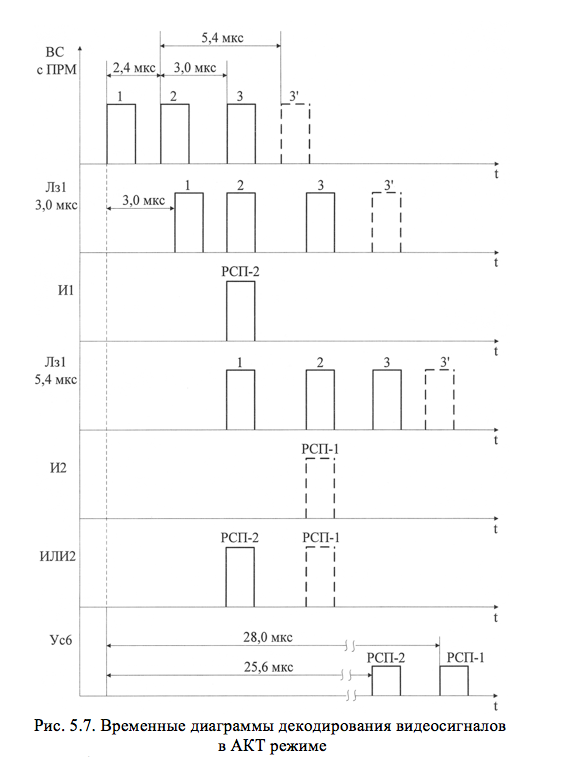 ВС
с ПРМ
5,4 мкс
2,4 мкс
3,0 мкс
1
2
3
3'
t
Лз1
3,0 мкс
3,0 мкс
1
2
3
3'
t
И1
РСП-2
t
Лз1
5,4 мкс
1
2
3
3'
t
И2
РСП-1
t
ИЛИ2
РСП-2
РСП-1
t
Ус6
28,0 мкс
25,6 мкс
РСП-2
РСП-1
t
Рис. 5.7. Временные диаграммы декодирования видеосигналов
в АКТ режиме